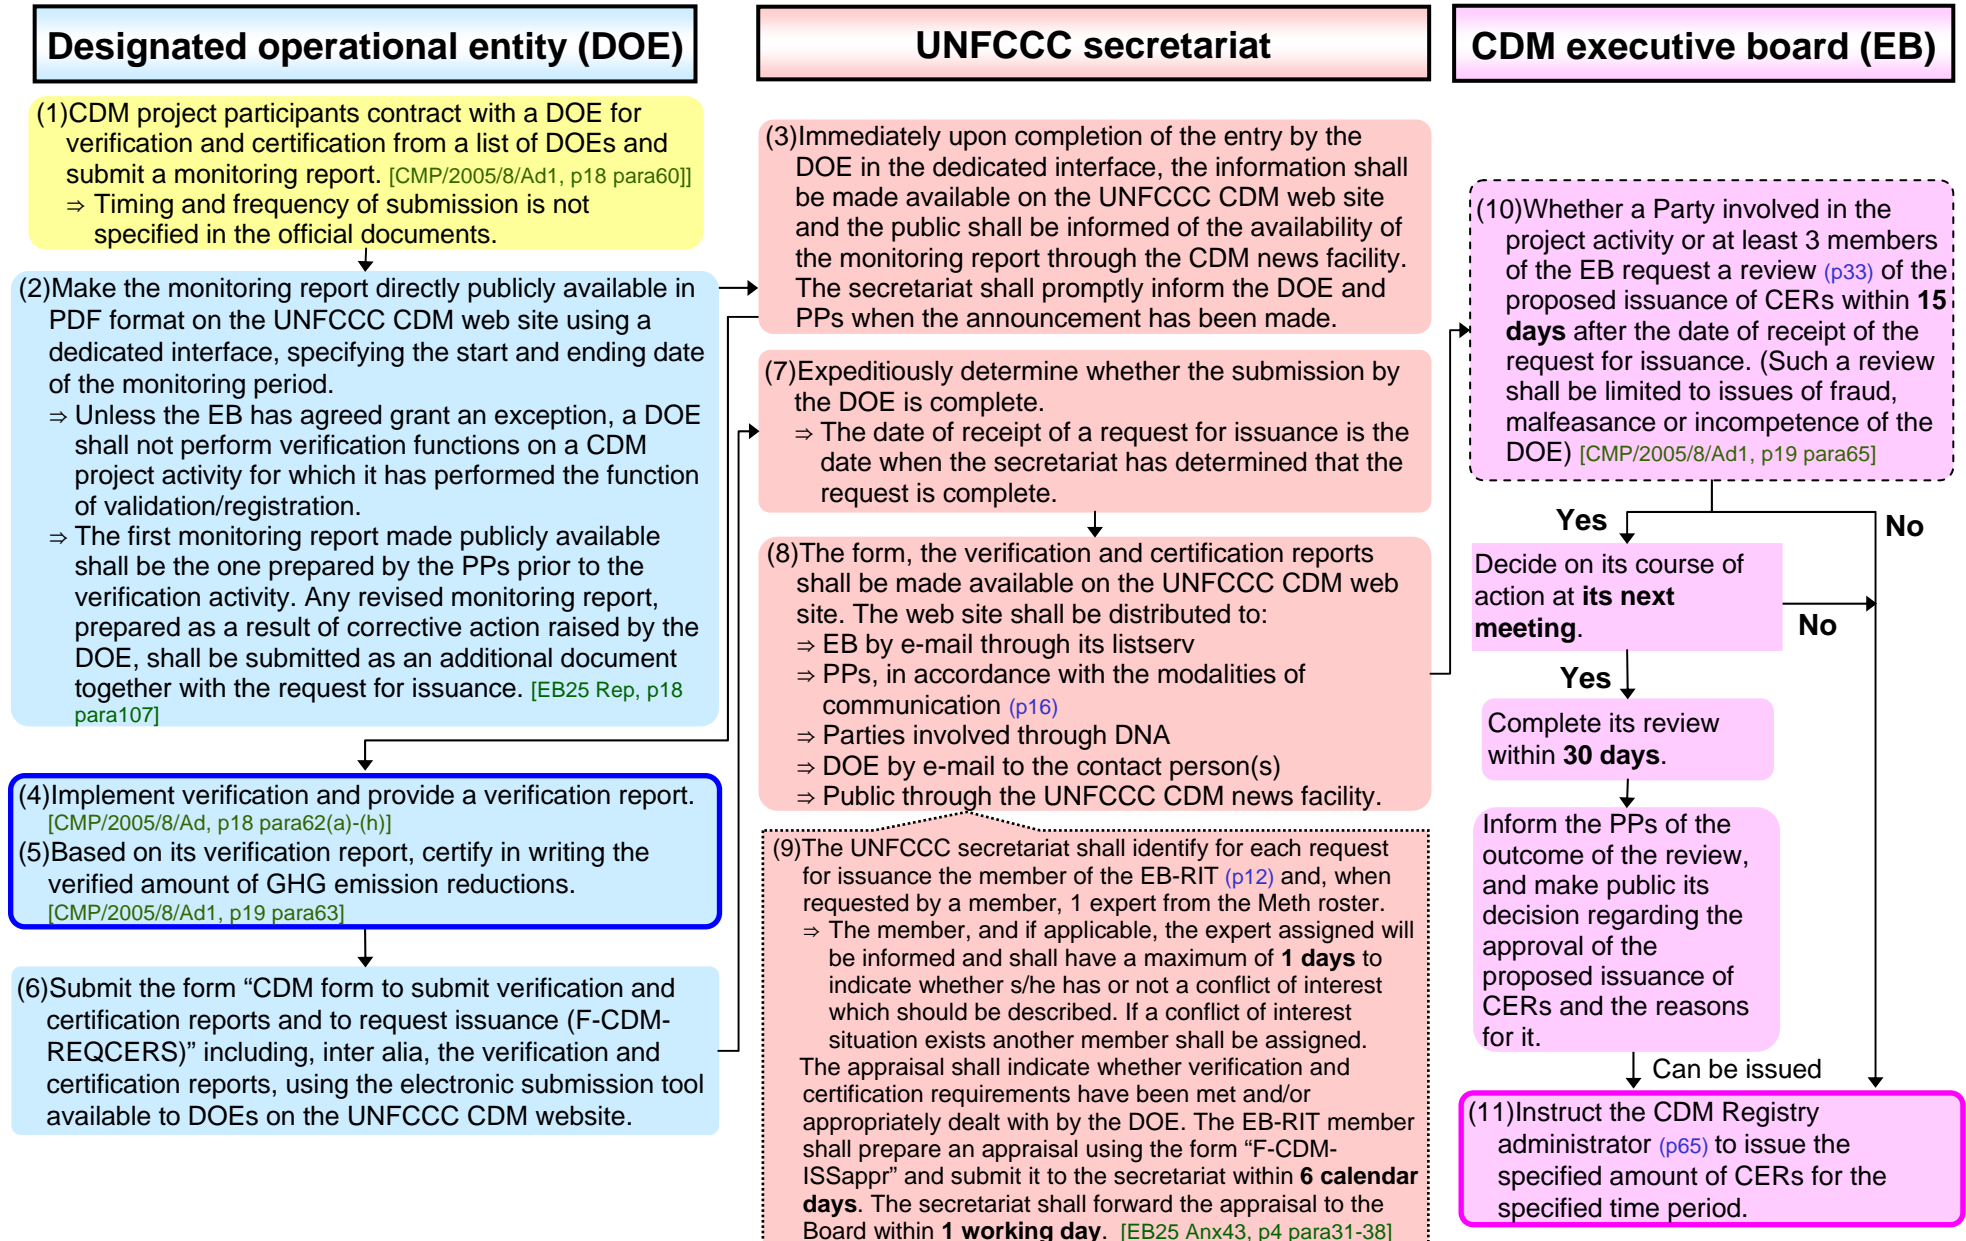 Designated operational entity (DOE)
(1)CDM project participants contract with a DOE for
verification and certification from a list of DOEs and
submit a monitoring report. [CMP/2005/8/Ad1, p18 para60]]
⇒ Timing and frequency of submission is not
specified in the official documents.
(2)Make the monitoring report directly publicly available in
PDF format on the UNFCCC CDM web site using a
dedicated interface, specifying the start and ending date
of the monitoring period.
⇒ Unless the EB has agreed grant an exception, a DOE
shall not perform verification functions on a CDM
project activity for which it has performed the function
of validation/registration.
⇒ The first monitoring report made publicly available
shall be the one prepared by the PPs prior to the
verification activity. Any revised monitoring report,
prepared as a result of corrective action raised by the
DOE, shall be submitted as an additional document
together with the request for issuance. [EB25 Rep, p18
para107]
(4)Implement verification and provide a verification report.
[CMP/2005/8/Ad, p18 para62(a)-(h)]
(5)Based on its verification report, certify in writing the
verified amount of GHG emission reductions.
[CMP/2005/8/Ad1, p19 para63]
(6)Submit the form “CDM form to submit verification and
certification reports and to request issuance (F-CDM-
REQCERS)” including, inter alia, the verification and
certification reports, using the electronic submission tool
available to DOEs on the UNFCCC CDM website.
UNFCCC secretariat
(3)Immediately upon completion of the entry by the
DOE in the dedicated interface, the information shall
be made available on the UNFCCC CDM web site
and the public shall be informed of the availability of
the monitoring report through the CDM news facility.
The secretariat shall promptly inform the DOE and
PPs when the announcement has been made.
(7)Expeditiously determine whether the submission by
the DOE is complete.
⇒ The date of receipt of a request for issuance is the
date when the secretariat has determined that the
request is complete.
(8)The form, the verification and certification reports
shall be made available on the UNFCCC CDM web
site. The web site shall be distributed to:
⇒ EB by e-mail through its listserv
⇒ PPs, in accordance with the modalities of
communication (p16)
⇒ Parties involved through DNA
⇒ DOE by e-mail to the contact person(s)
⇒ Public through the UNFCCC CDM news facility.
(9)The UNFCCC secretariat shall identify for each request
for issuance the member of the EB-RIT (p12) and, when
requested by a member, 1 expert from the Meth roster.
⇒ The member, and if applicable, the expert assigned will
be informed and shall have a maximum of 1 days to
indicate whether s/he has or not a conflict of interest
which should be described. If a conflict of interest
situation exists another member shall be assigned.
The appraisal shall indicate whether verification and
certification requirements have been met and/or
appropriately dealt with by the DOE. The EB-RIT member
shall prepare an appraisal using the form “F-CDM-
ISSappr” and submit it to the secretariat within 6 calendar
days. The secretariat shall forward the appraisal to the
Board within 1 working day. [EB25 Anx43, p4 para31-38]
CDM executive board (EB)
(10)Whether a Party involved in the
project activity or at least 3 members
of the EB request a review (p33) of the
proposed issuance of CERs within 15
days after the date of receipt of the
request for issuance. (Such a review
shall be limited to issues of fraud,
malfeasance or incompetence of the
DOE) [CMP/2005/8/Ad1, p19 para65]
Yes
No
Decide on its course of
action at its next
meeting.
No
Yes
Complete its review
within 30 days.
Inform the PPs of the
outcome of the review,
and make public its
decision regarding the
approval of the
proposed issuance of
CERs and the reasons
for it.
Can be issued
(11)Instruct the CDM Registry
administrator (p65) to issue the
specified amount of CERs for the
specified time period.